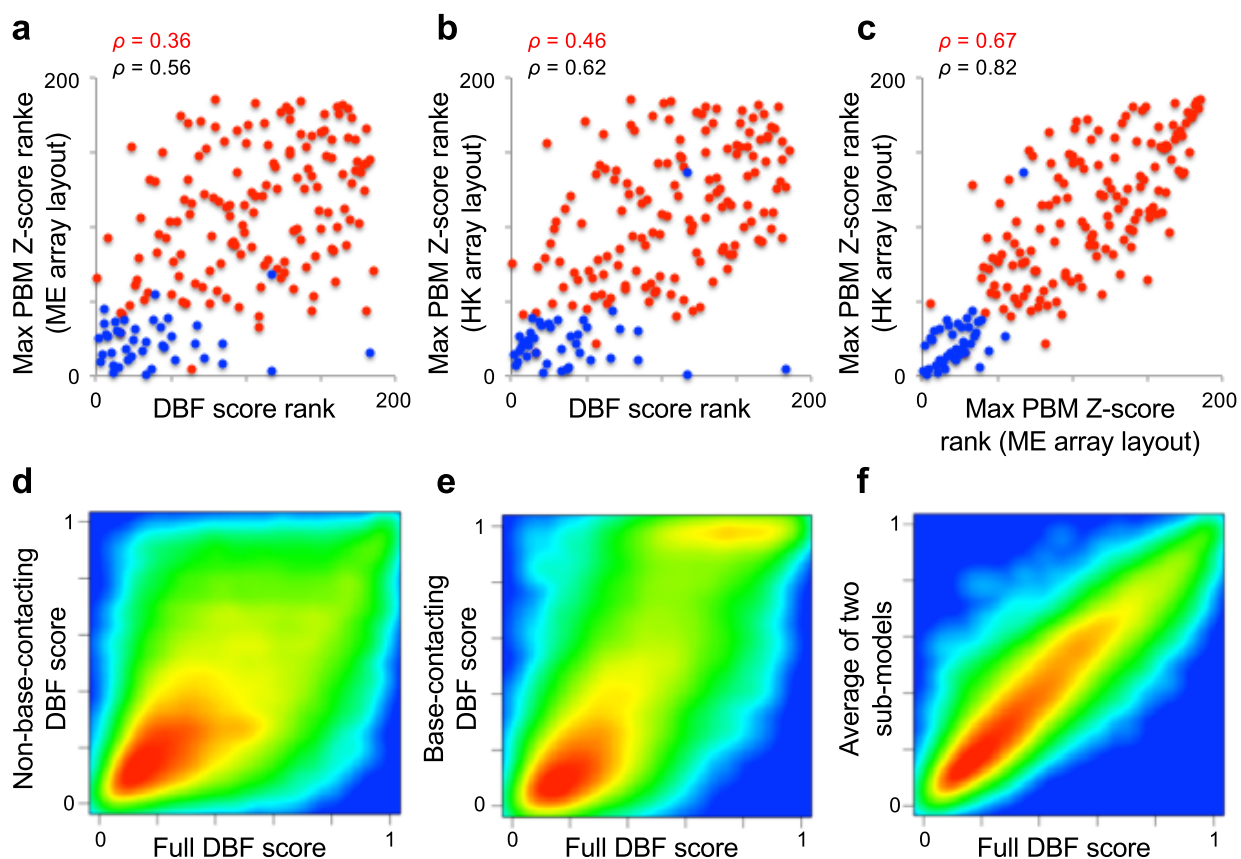 a
ρ = 0.36
ρ = 0.56
Max PBM Z-score ranke
(ME array layout)
200
0
0
200
DBF score rank
b
ρ = 0.46
ρ = 0.62
Max PBM Z-score ranke
(HK array layout)
200
0
0
200
DBF score rank
c
ρ = 0.67
ρ = 0.82
Max PBM Z-score ranke
(HK array layout)
200
0
0
200
Max PBM Z-score
rank (ME array layout)
d
Non-base-contacting
DBF score
1
0
0
1
Full DBF score
e
Base-contacting
DBF score
1
0
0
1
Full DBF score
f
Average of two
sub-models
1
0
0
1
Full DBF score